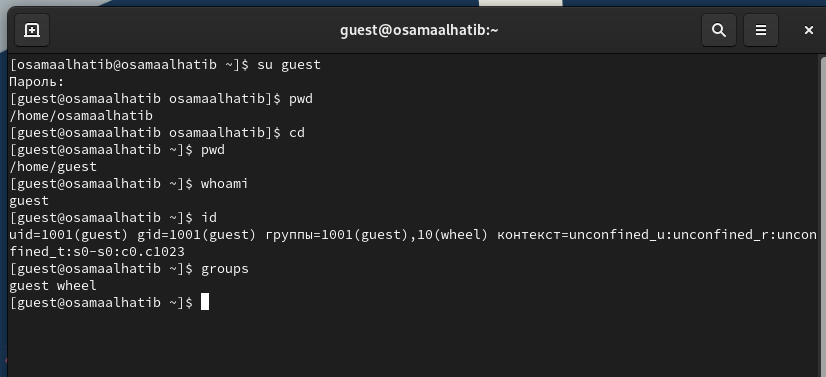 guest@osamaalhatib:~
[osamaalhatib@osamaalhatib ~]$ su guest
Пароль:
[guest@osamaalhatib osamaalhatib]$ pwd
/home/osamaalhatib
[guest@osamaalhatib osamaalhatib]$ cd
[guest@osamaalhatib ~]$ pwd
/home/guest
[guest@osamaalhatib ~]$ whoami
guest
[guest@osamaalhatib ~]$ id
uid=1001(guest) gid=1001(guest) группы=1001(guest),10(wheel) контекст=unconfined_u:unconfined_r:uncon
fined_t:s0-s0:c0.c1023
[guest@osamaalhatib ~]$ groups
guest wheel
[guest@osamaalhatib ~]$